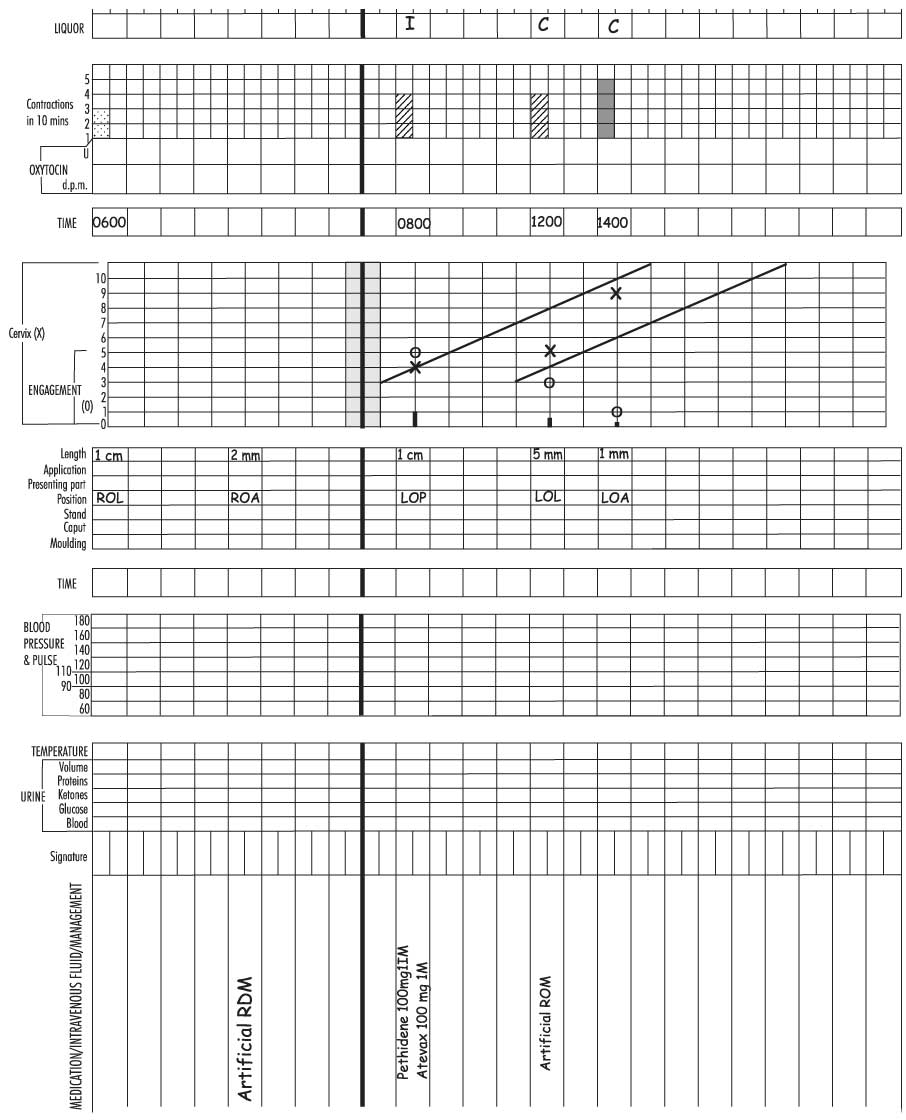 LIQUOR I C C
5
4
Contractions 3
in 10 mins 2
1
U
OXYTOCIN
d.p.m.
TIME 0600 0800 1200 1400
10
9
8
7
Cervix (X) 6
5
4
ENGAGEMENT 3
(O) 2
1
0
Length 1 cm 2 mm 1 cm 5 mm 1 mm
Application
Presenting part
Position ROL ROA LOP LOL LOA
Stand
Caput
Moulding
TIME
180
BLOOD 160
PRESSURE 140
& PULSE 120
110 100
90 80
60
TEMPERATURE
Volume
Proteins
URINE Ketones
Glucose
Blood
Signature
MEDICATION/INTRAVENOUS FLUID/MANAGEMENT
Artificial RDM
Pethidene 100mg1IM
Atevax 100 mg 1M
Artificial ROM